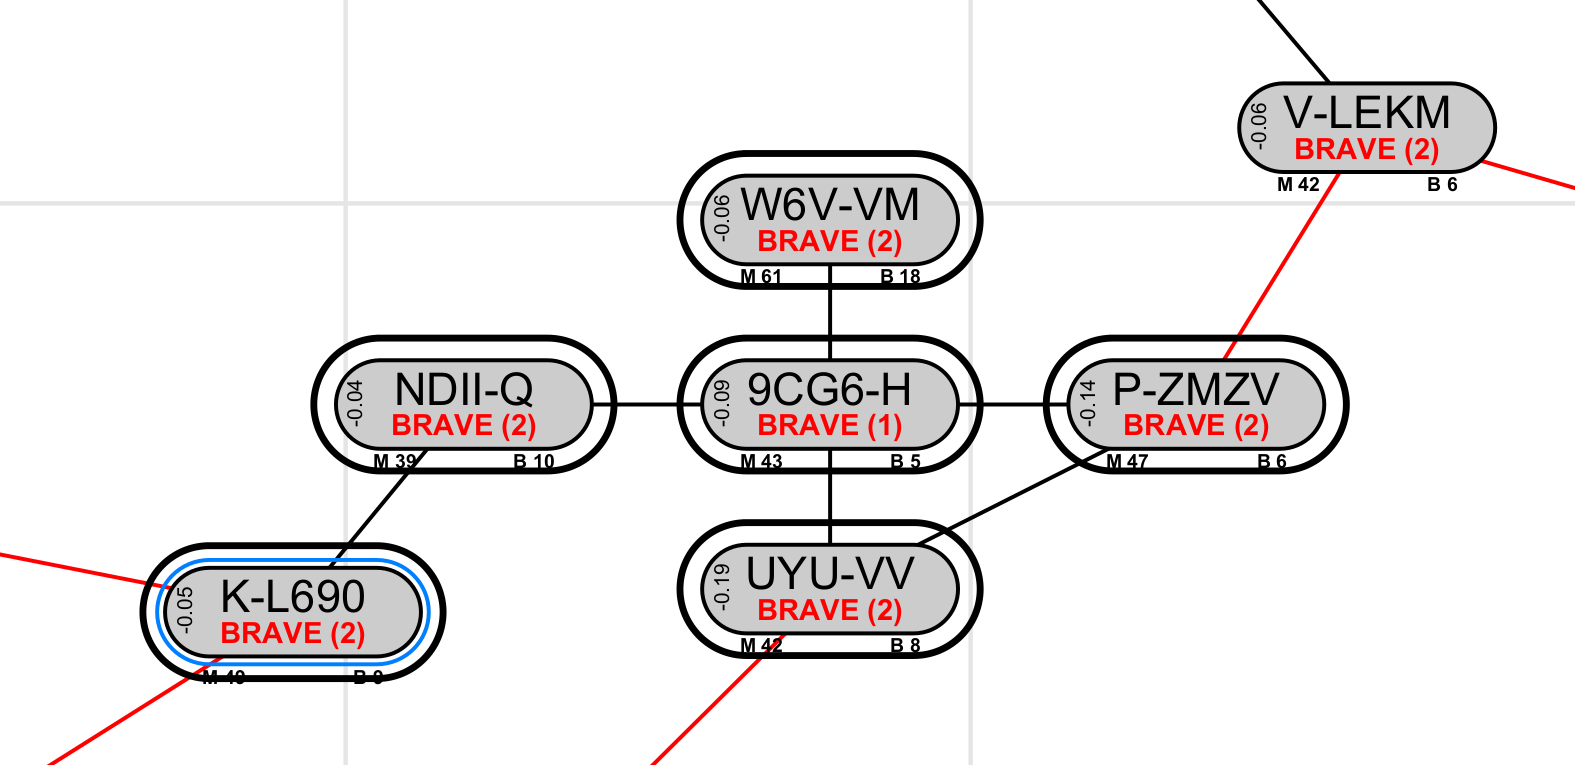 -0.06
V-LEKM
BRAVE (2)
M 42 B 6
-0.06
W6V-VM
BRAVE (2)
M 61 B 18
-0.04
NDII-Q
BRAVE (2)
M 39 B 10
-0.09
9CG6-H
BRAVE (1)
M 43 B 5
-0.14
P-ZMZV
BRAVE (2)
M 47 B 6
-0.05
K-L690
BRAVE (2)
M 49 B 9
-0.19
UYU-VV
BRAVE (2)
M 42 B 8